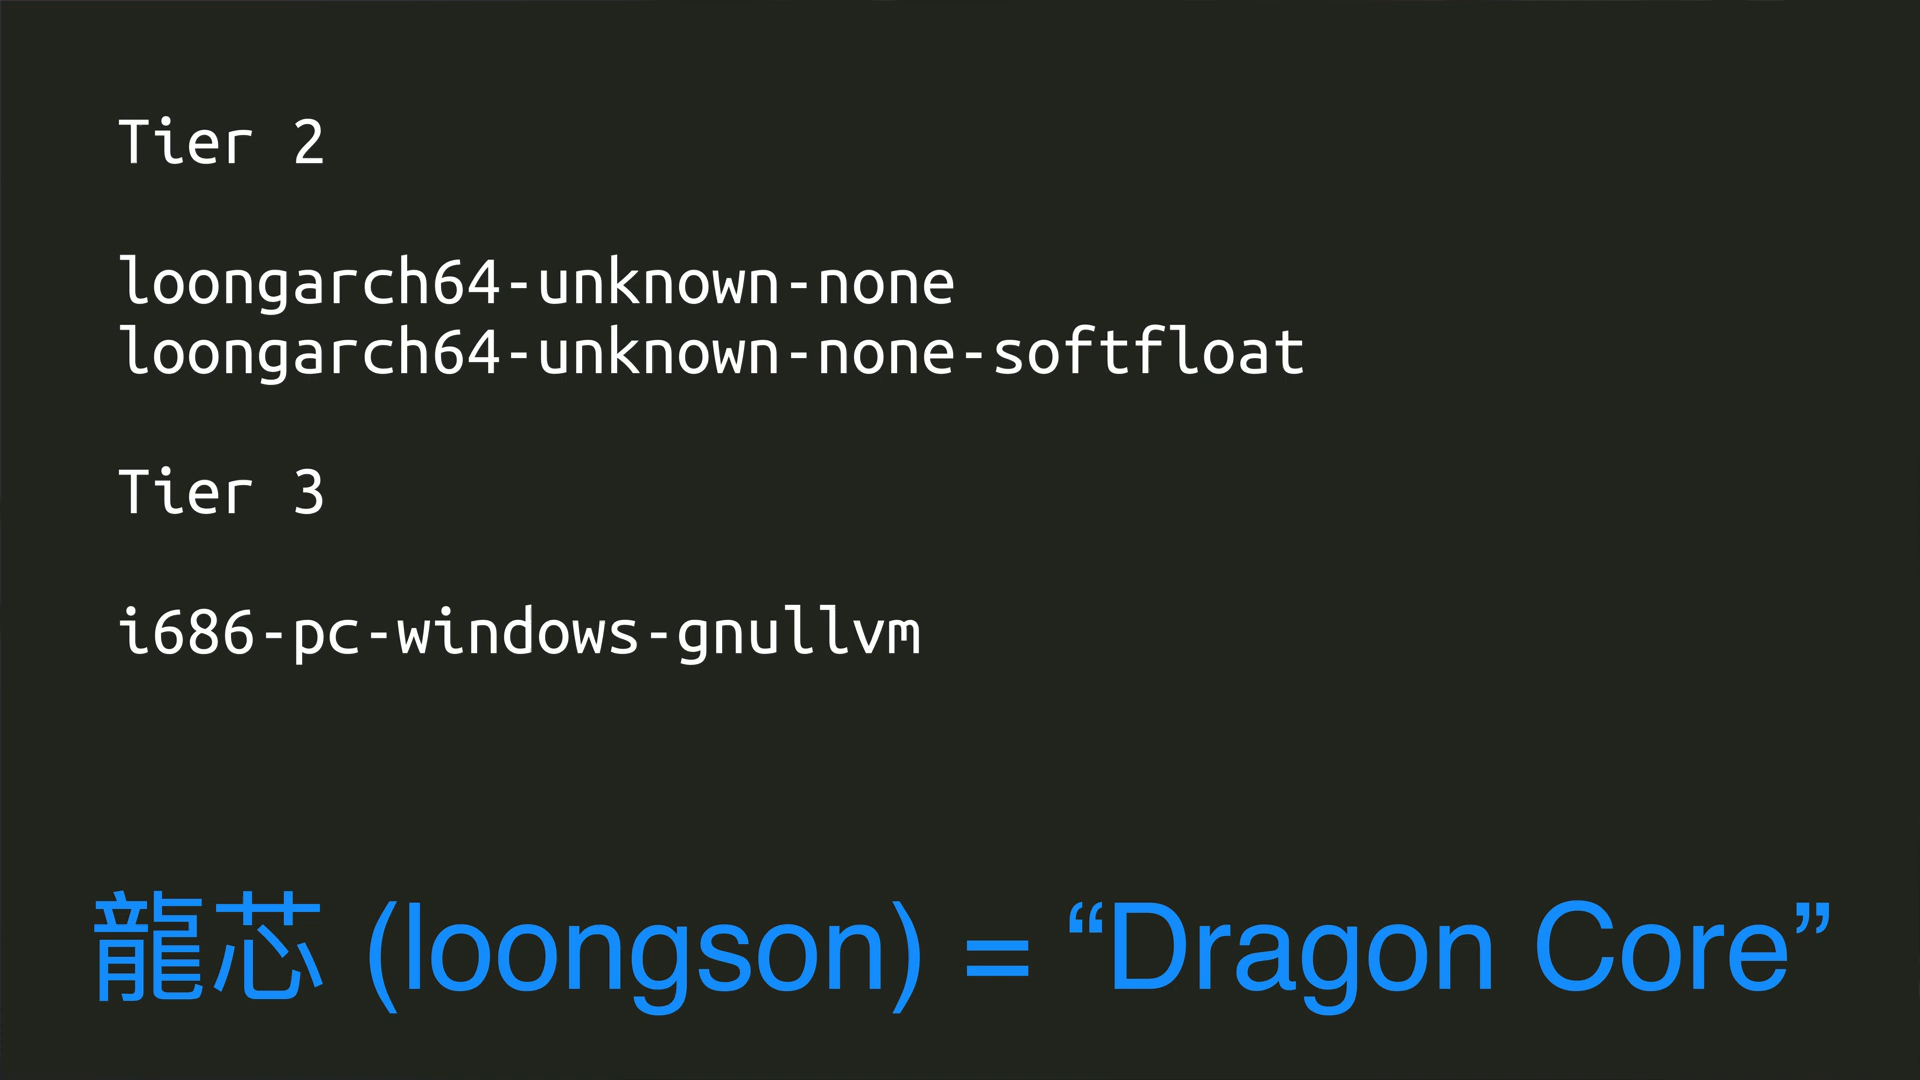 Tier 2
loongarch64-unknown-none
loongarch64-unknown-none-softfloat
Tier 3
i686-pc-windows-gnullvm
龍芯 (loongson) = “Dragon Core”